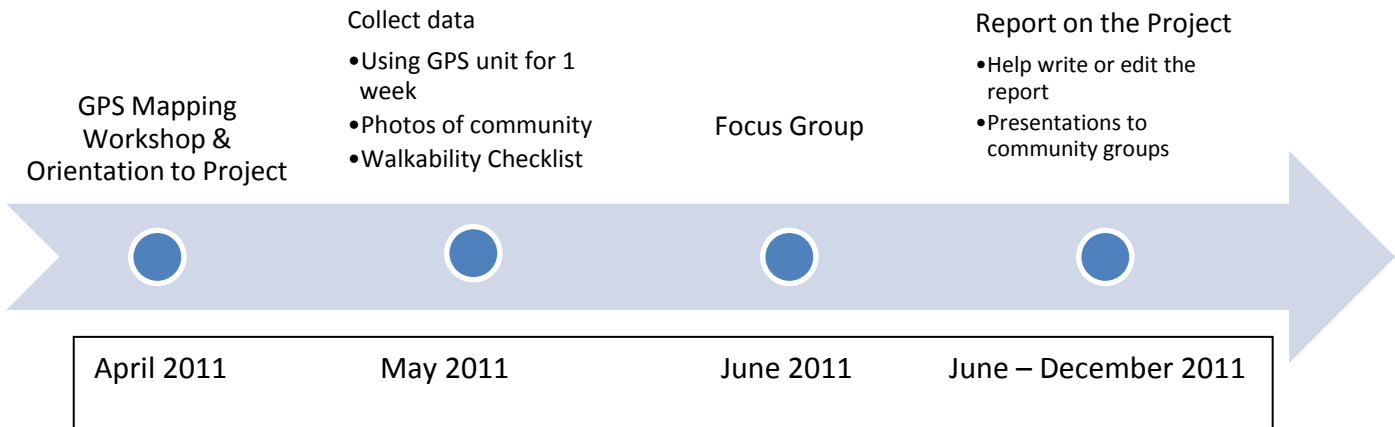 GPS Mapping
Workshop &
Orientation to Project
Collect data
•Using GPS unit for 1
week
•Photos of community
•Walkability Checklist
Focus Group
Report on the Project
•Help write or edit the
report
•Presentations to
community groups
April 2011
May 2011
June 2011
June – December 2011